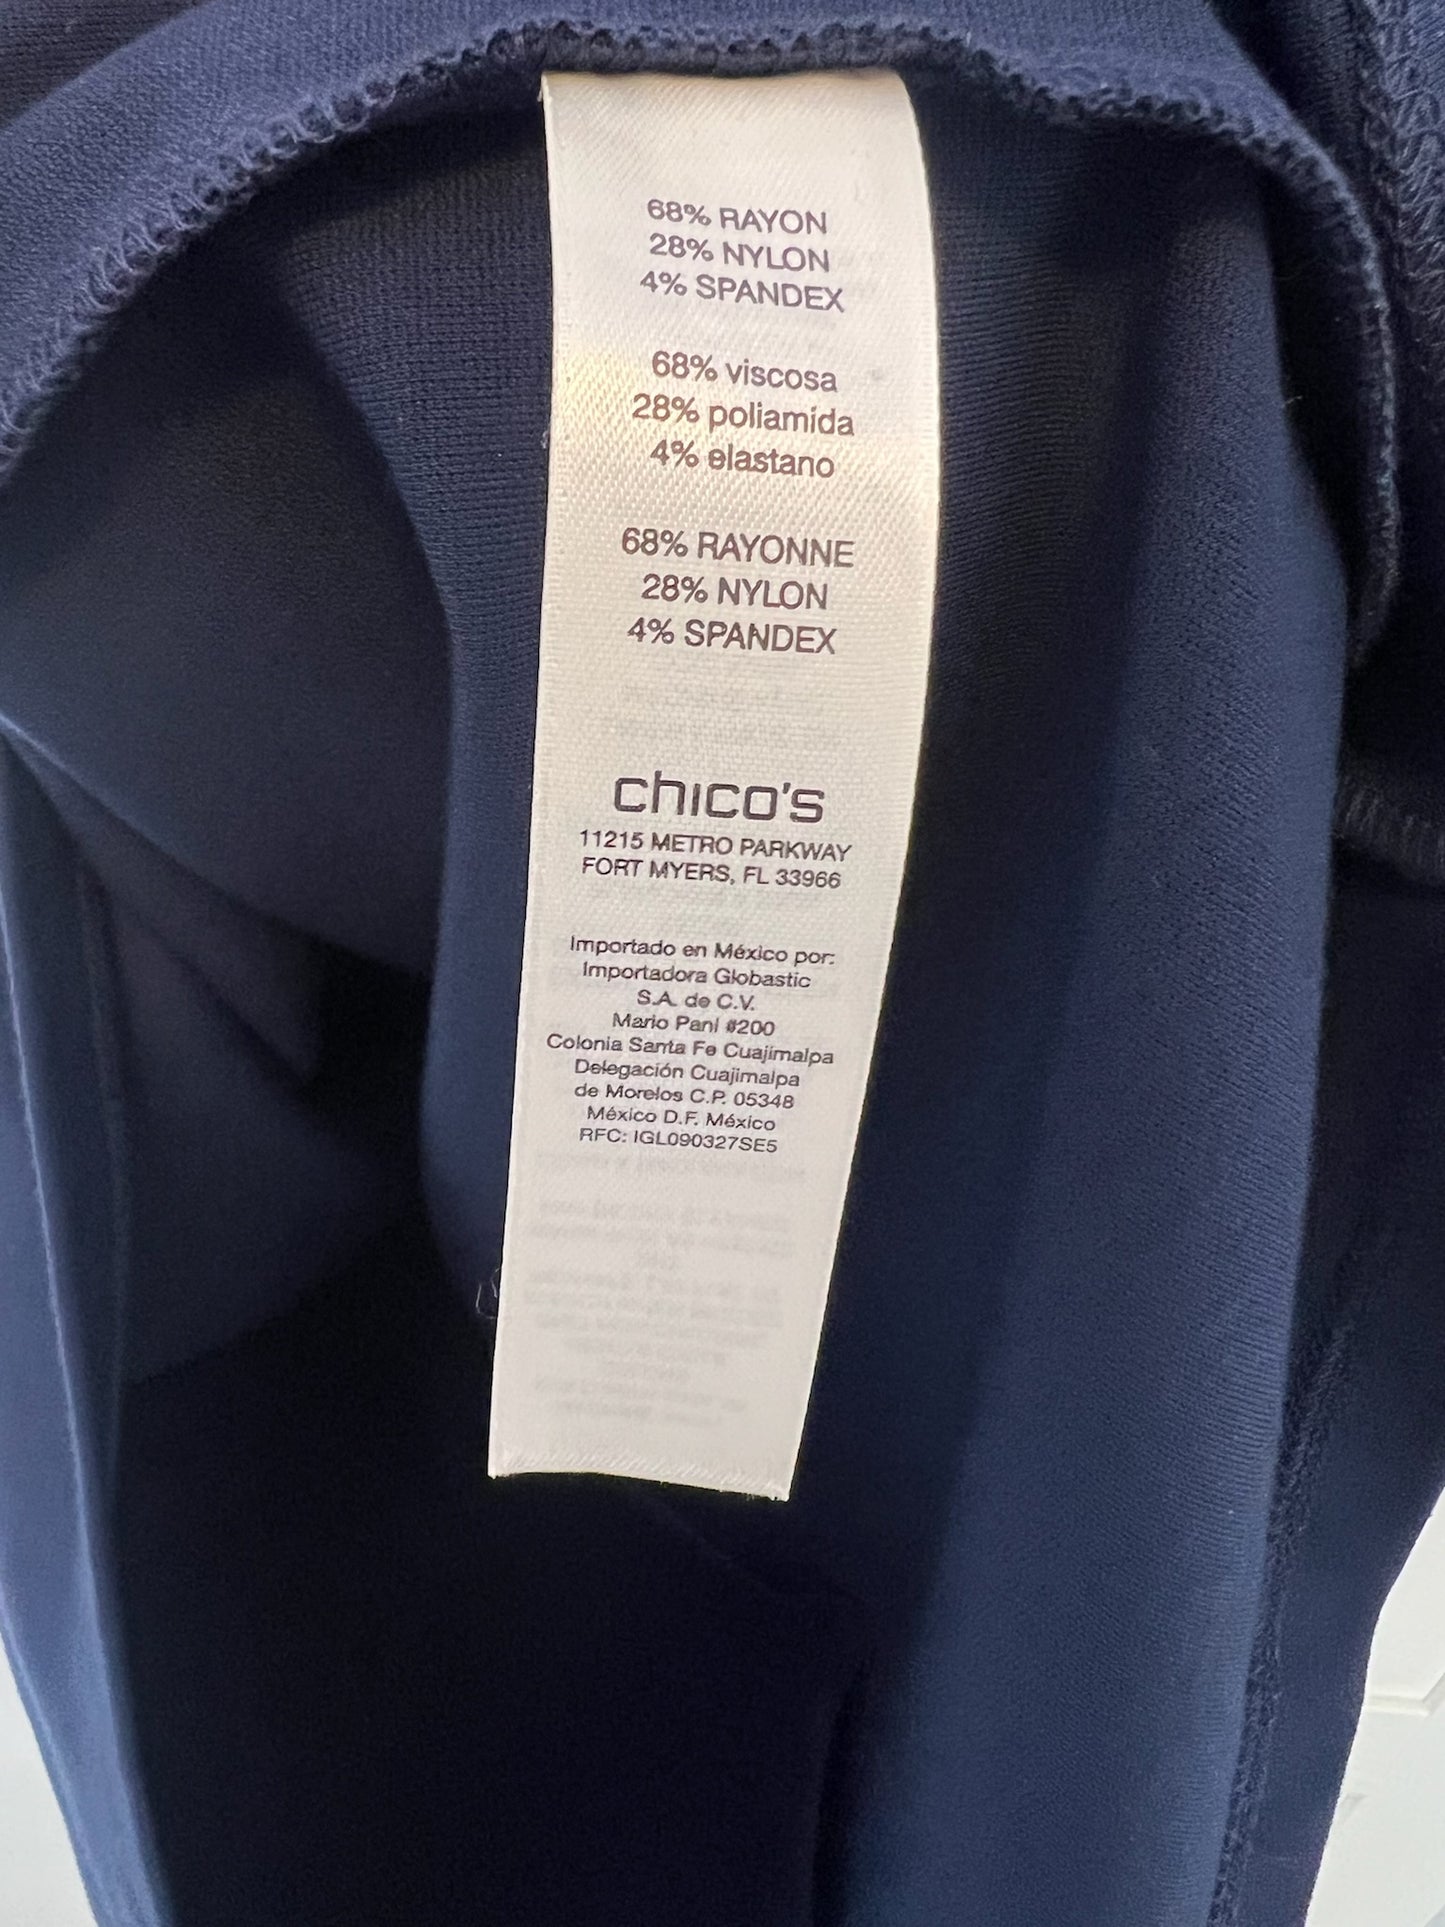 68% RAYON
28% NYLON
4% SPANDEX
68% viscosa
28% poliamida
4% elastano
68% RAYONNE
28% NYLON
4% SPANDEX
chico's
11215 METRO PARKWAY
FORT MYERS, FL 33966
Importado en México por:
Importadora Globastic
S.A. de C.V.
Mario Pani #200
Colonia Santa Fe Cuajimalpa
Delegación Cuajimalpa
de Morelos C.P. 05348
México D.F. México
RFC: IGL090327SE5